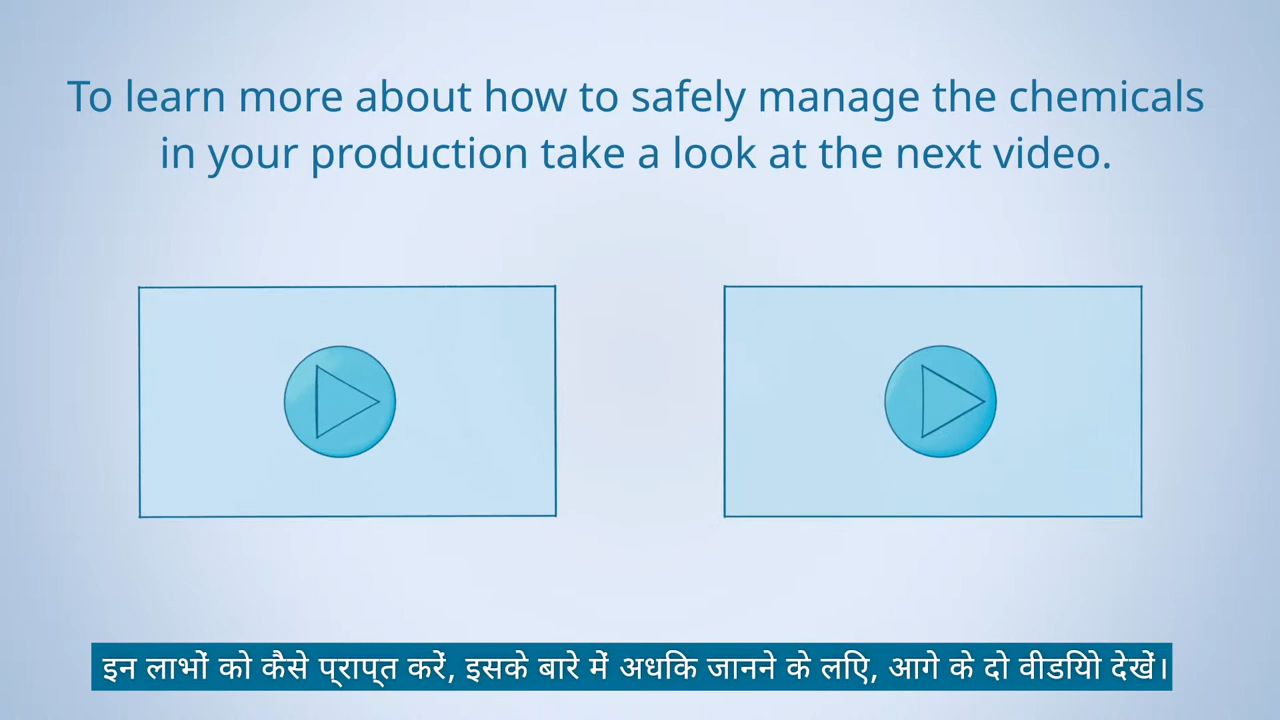 To learn more about how to safely manage the chemicals
in your production take a look at the next video.
इन लाभों को कैसे प्राप्त करें, इसके बारे में अधिक जानने के लिए, आगे के दो वीडियो देखें।